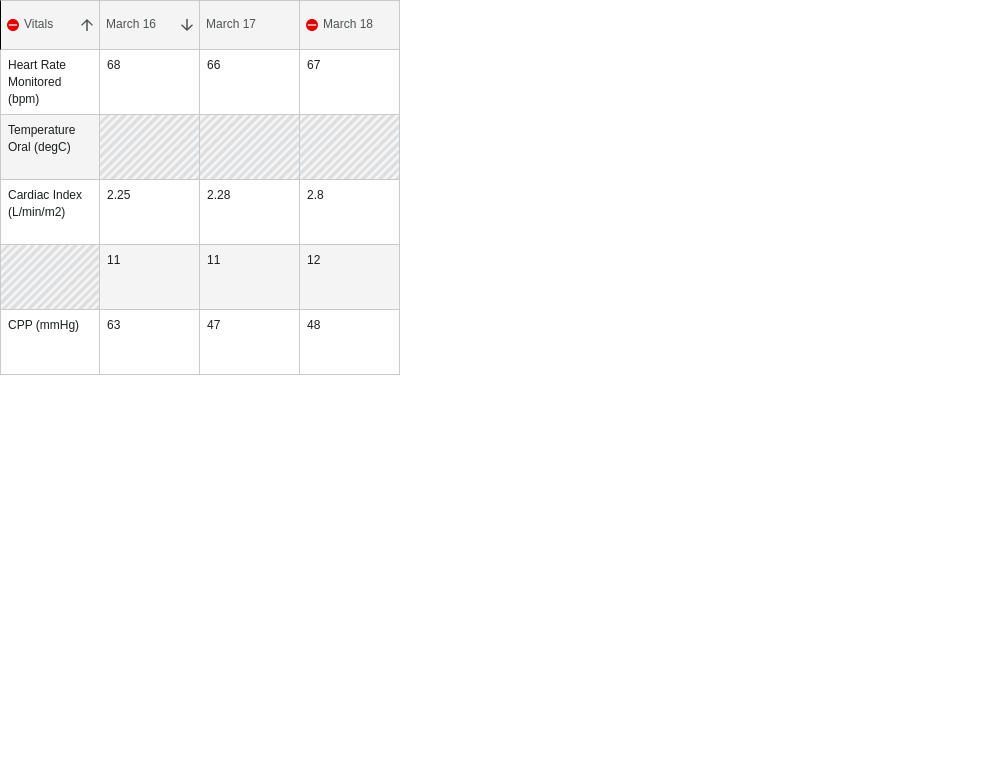 Vitals March 16 March 17 March 18
Heart Rate 68 66 67
Monitored
(bpm)
Temperature
Oral (degC)
Cardiac Index 2.25 2.28 2.8
(L/min/m2)
11 11 12
CPP (mmHg) 63 47 48